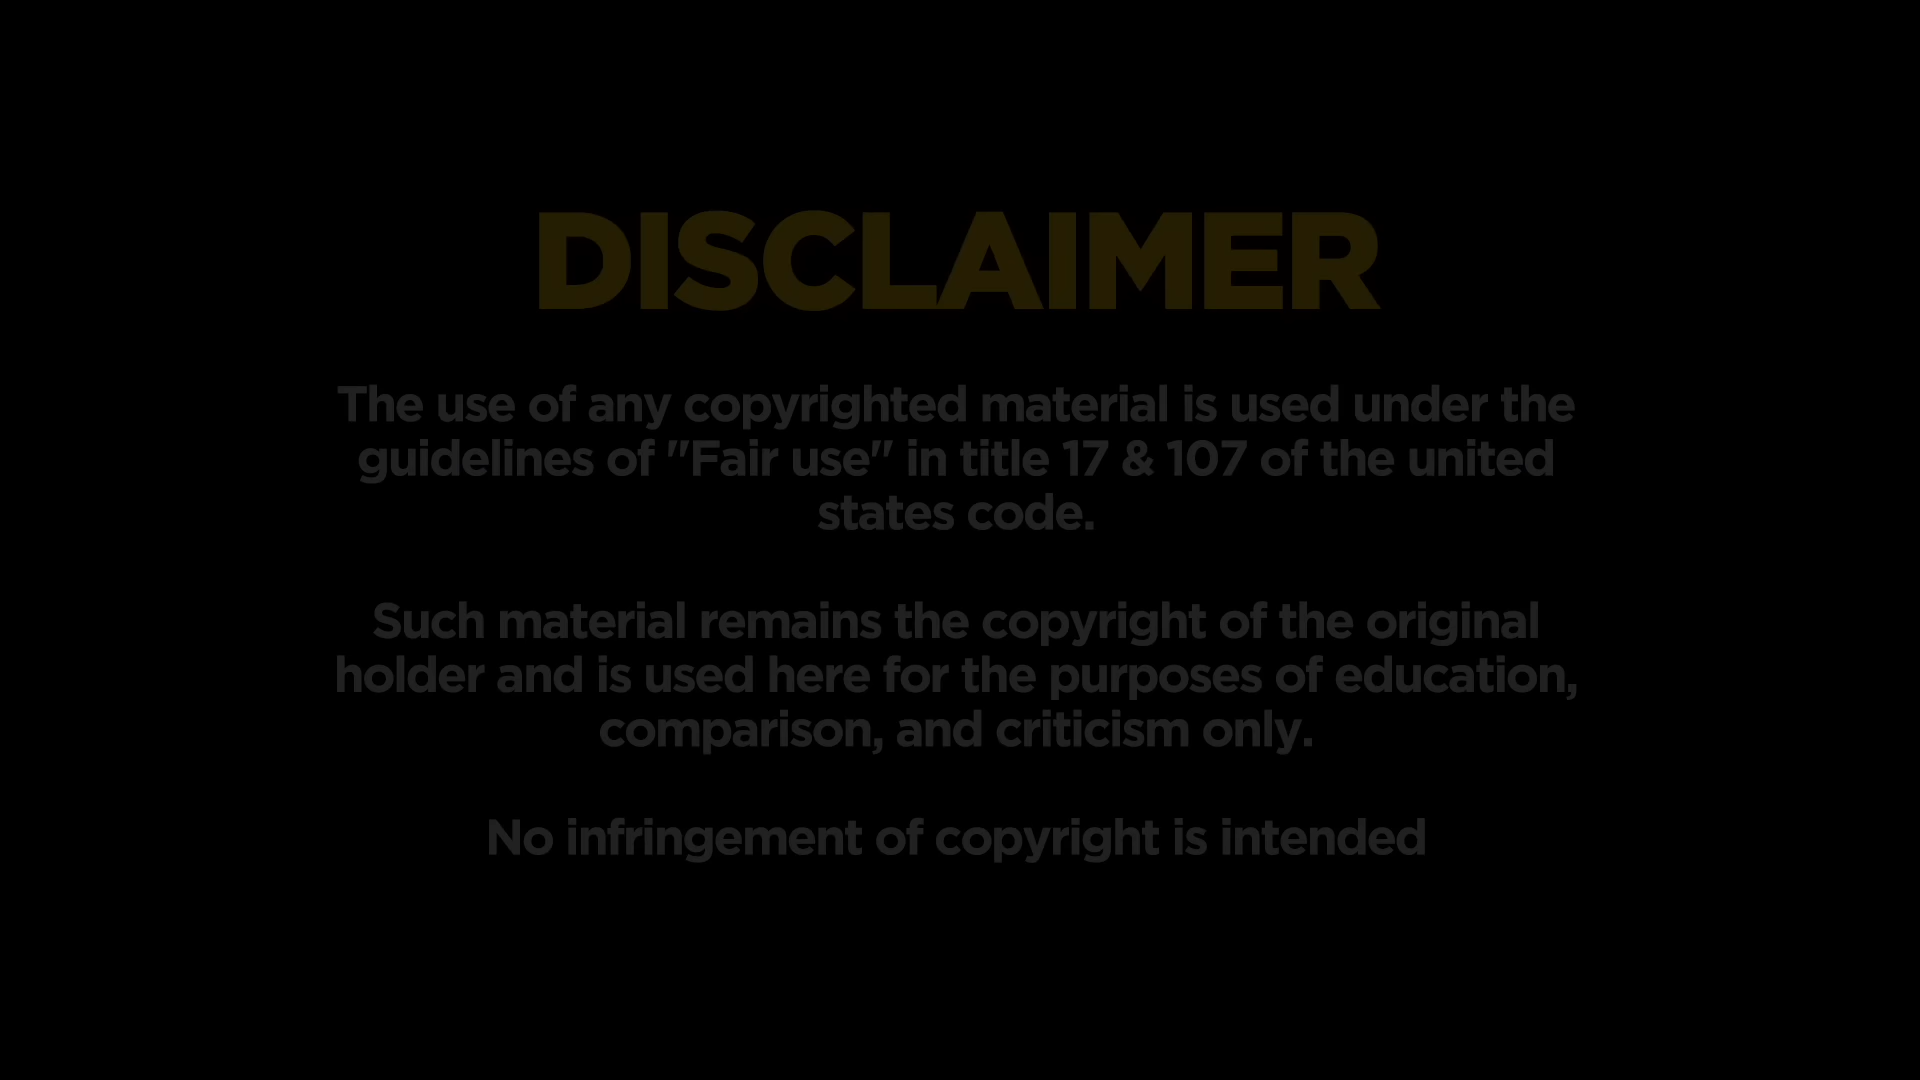 DISCLAIMER
The use of any copyrighted material is used under the
guidelines of "Fair use" in title 17 & 107 of the united
states code.
Such material remains the copyright of the original
holder and is used here for the purposes of education,
comparison, and criticism only.
No infringement of copyright is intended